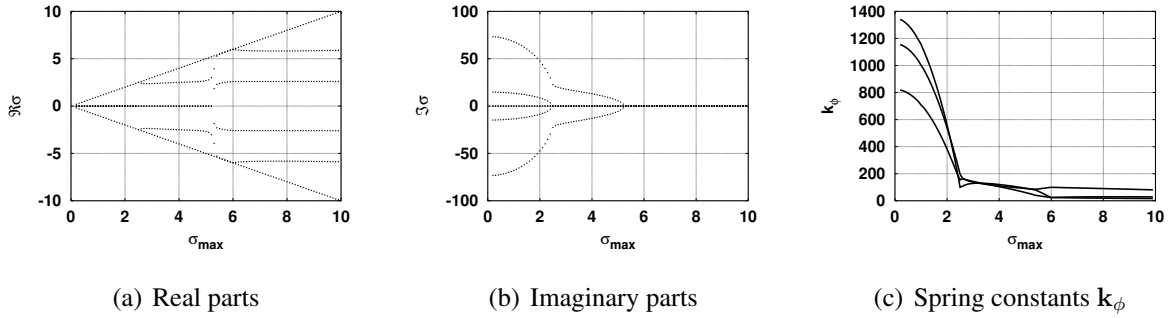 10
5
0
-5
-10
ℜσ
0 2 4 6 8 10
σmax
(a) Real parts
100
50
0
-50
-100
ℑσ
0 2 4 6 8 10
σmax
(b) Imaginary parts
1400
1200
1000
800
600
400
200
0
kϕ
0 2 4 6 8 10
σmax
(c) Spring constants kϕ